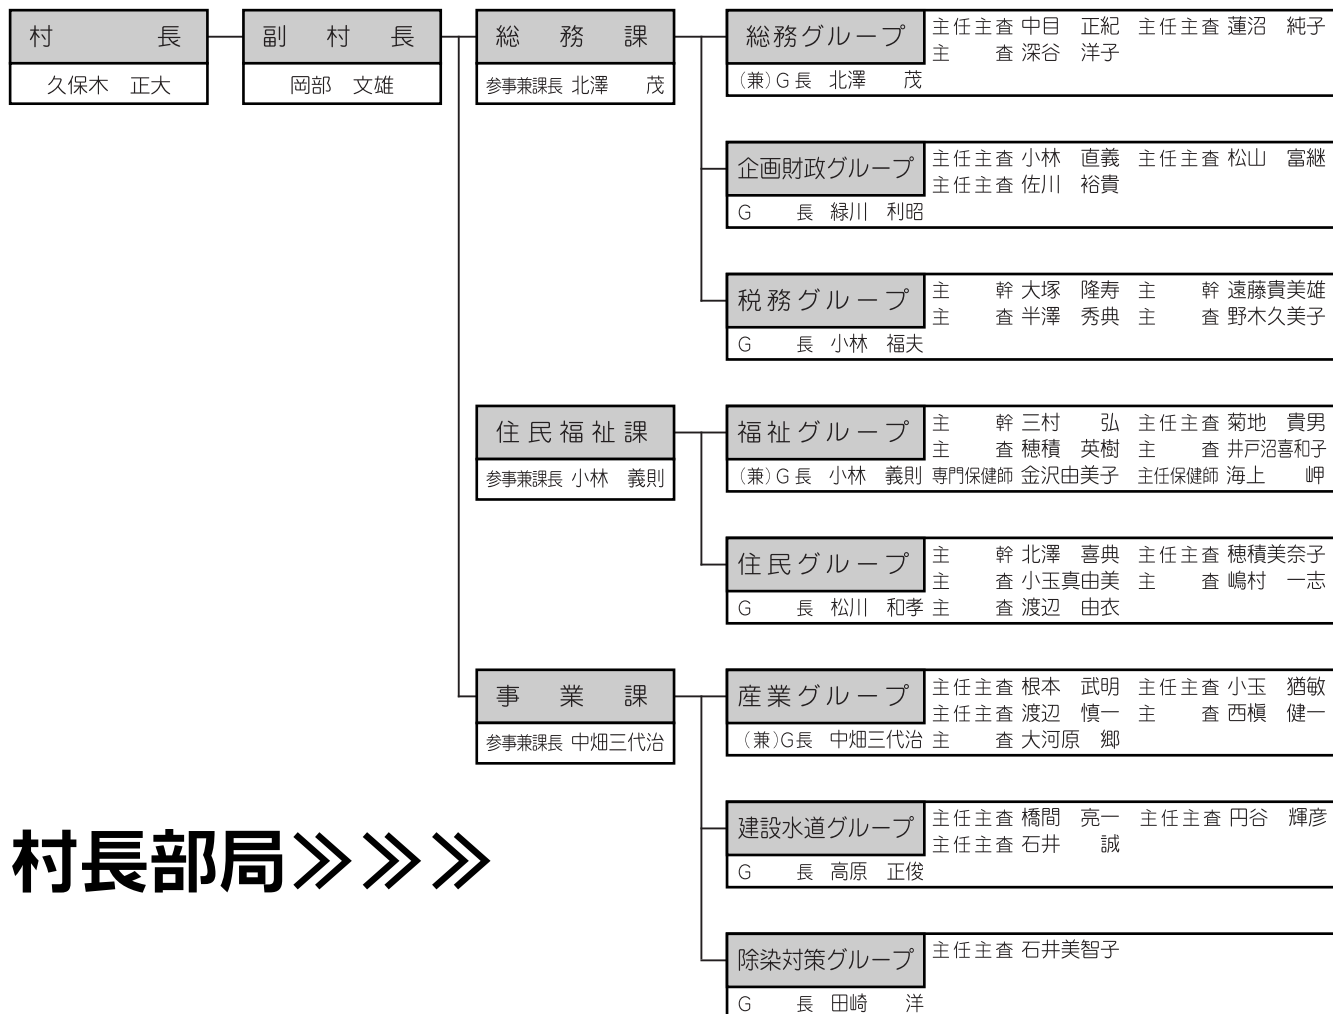 村長
久保木 正大
副村長
岡部 文雄
総務課
参事兼課長 北澤 茂
総務グループ
(兼)G長 北澤 茂
主任主査 中目 正紀 主任主査 蓮沼 純子
主査 深谷 洋子
企画財政グループ
G長 緑川 利昭
主任主査 小林 直義 主任主査 松山 富継
主任主査 佐川 裕貴
税務グループ
G長 小林 福夫
主幹 大塚 隆寿 主幹 遠藤貴美雄
主査 半澤 秀典 主査 野木久美子
住民福祉課
参事兼課長 小林 義則
福祉グループ
(兼)G長 小林 義則
主幹 三村 弘 主任主査 菊地 貴男
主査 穂積 英樹 主査 井戸沼喜和子
専門保健師 金沢由美子 主任保健師 海上 岬
住民グループ
G長 松川 和孝
主幹 北澤 喜典 主任主査 穂積美奈子
主査 小玉真由美 主査 嶋村 一志
主査 渡辺 由衣
事業課
参事兼課長 中畑三代治
産業グループ
(兼)G長 中畑三代治
主任主査 根本 武明 主任主査 小玉 猶敏
主任主査 渡辺 慎一 主査 西槇 健一
主査 大河原 郷
建設水道グループ
G長 高原 正俊
主任主査 橋間 亮一 主任主査 円谷 輝彦
主任主査 石井 誠
除染対策グループ
G長 田崎 洋
主任主査 石井美智子
村長部局≫≫≫